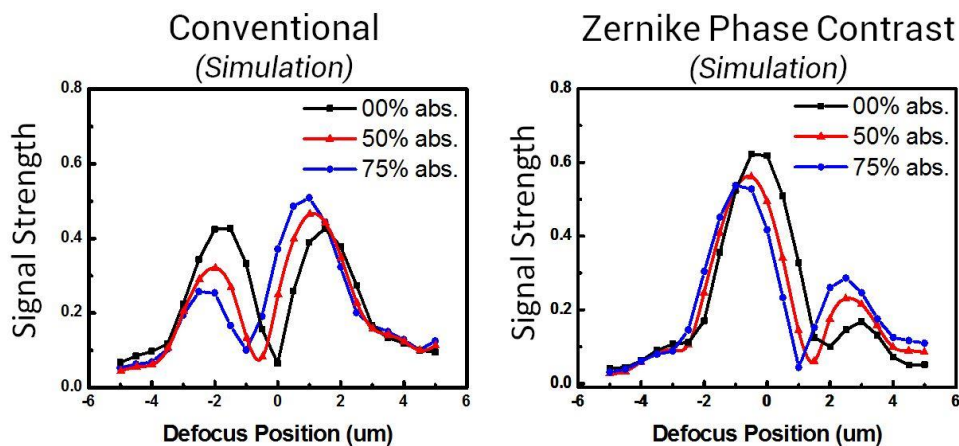 Conventional
(Simulation)
Signal Strength
0.8
0.6
0.4
0.2
0.0
00% abs.
50% abs.
75% abs.
-6 -4 -2 0 2 4 6
Defocus Position (um)
Zernike Phase Contrast
(Simulation)
Signal Strength
0.8
0.6
0.4
0.2
0.0
00% abs.
50% abs.
75% abs.
-6 -4 -2 0 2 4 6
Defocus Position (um)